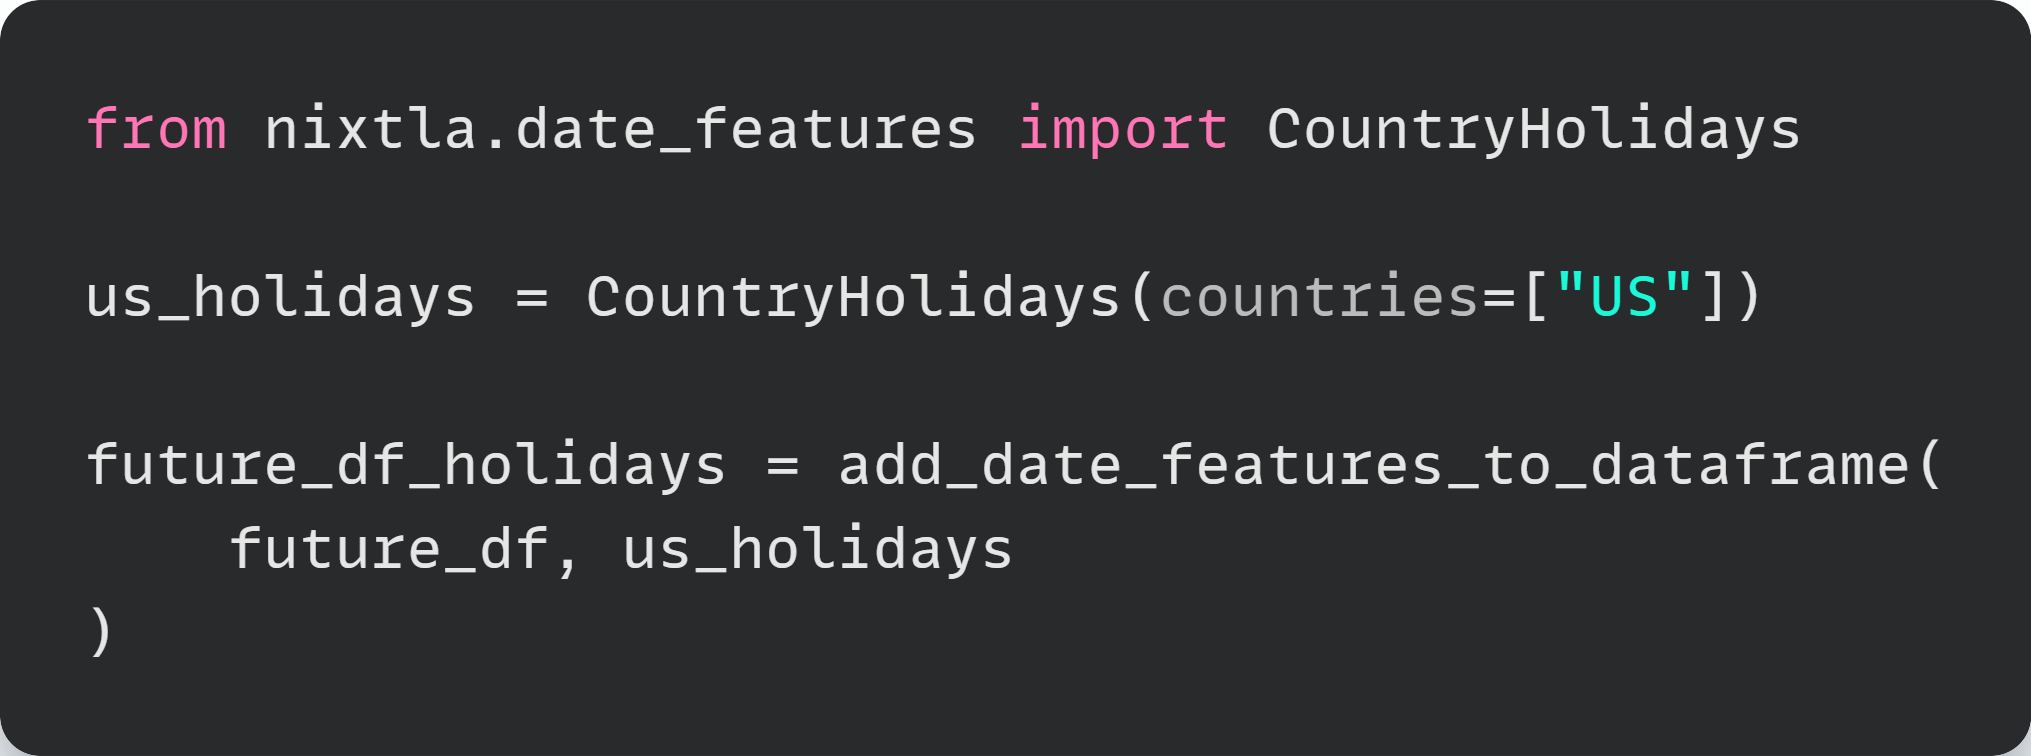 from nixtla.date_features import CountryHolidays
us_holidays = CountryHolidays(countries=["US"])
future_df_holidays = add_date_features_to_dataframe(
    future_df, us_holidays
)